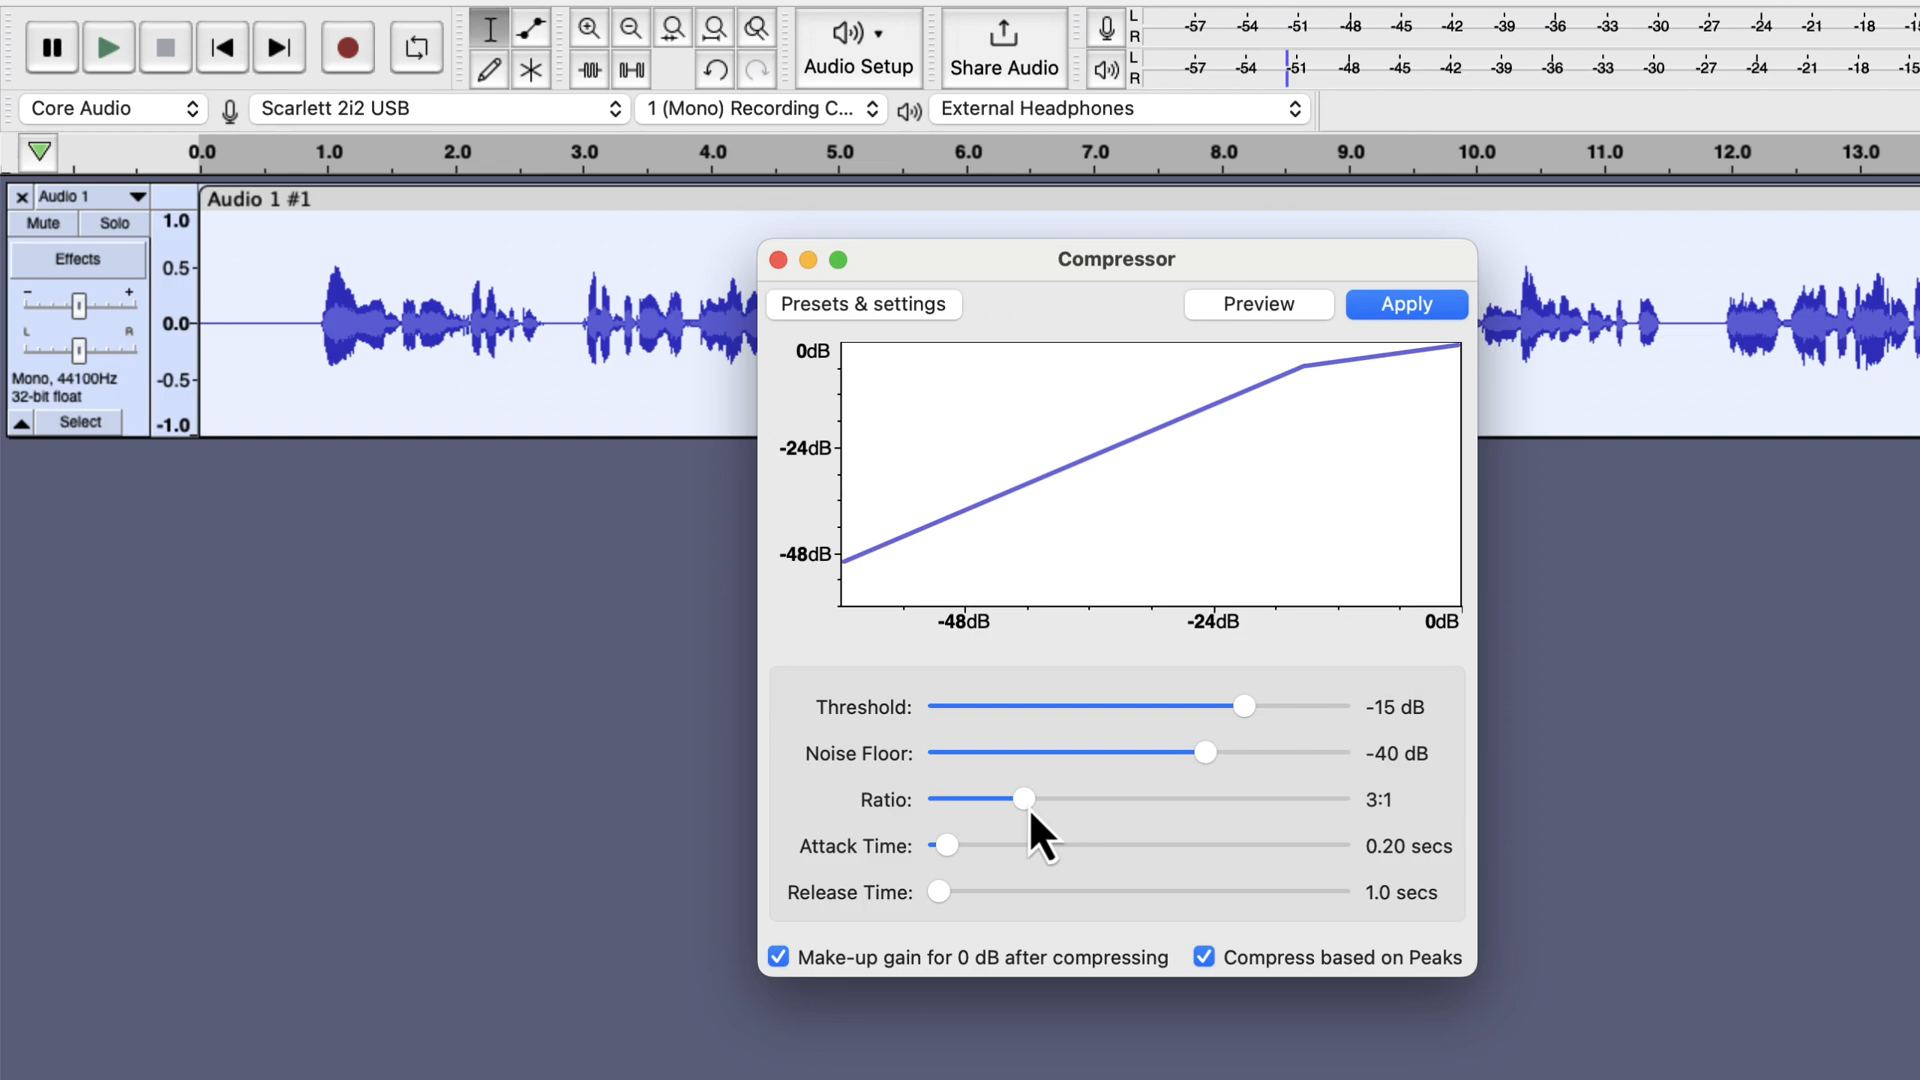 Audio Setup
Share Audio
L
R
-57 -54 -51 -48 -45 -42 -39 -36 -33 -30 -27 -24 -21 -18
L
R
-57 -54 -51 -48 -45 -42 -39 -36 -33 -30 -27 -24 -21 -18 -15
Core Audio
Scarlett 2i2 USB
1 (Mono) Recording C...
External Headphones
0.0 1.0 2.0 3.0 4.0 5.0 6.0 7.0 8.0 9.0 10.0 11.0 12.0 13.0
Audio 1
Audio 1 #1
Mute Solo
Effects
- +
L R
Mono, 44100Hz
32-bit float
Select
1.0
0.5
0.0
-0.5
-1.0
Compressor
Presets & settings
Preview
Apply
0dB
-24dB
-48dB
-48dB -24dB 0dB
Threshold: -15 dB
Noise Floor: -40 dB
Ratio: 3:1
Attack Time: 0.20 secs
Release Time: 1.0 secs
Make-up gain for 0 dB after compressing
Compress based on Peaks